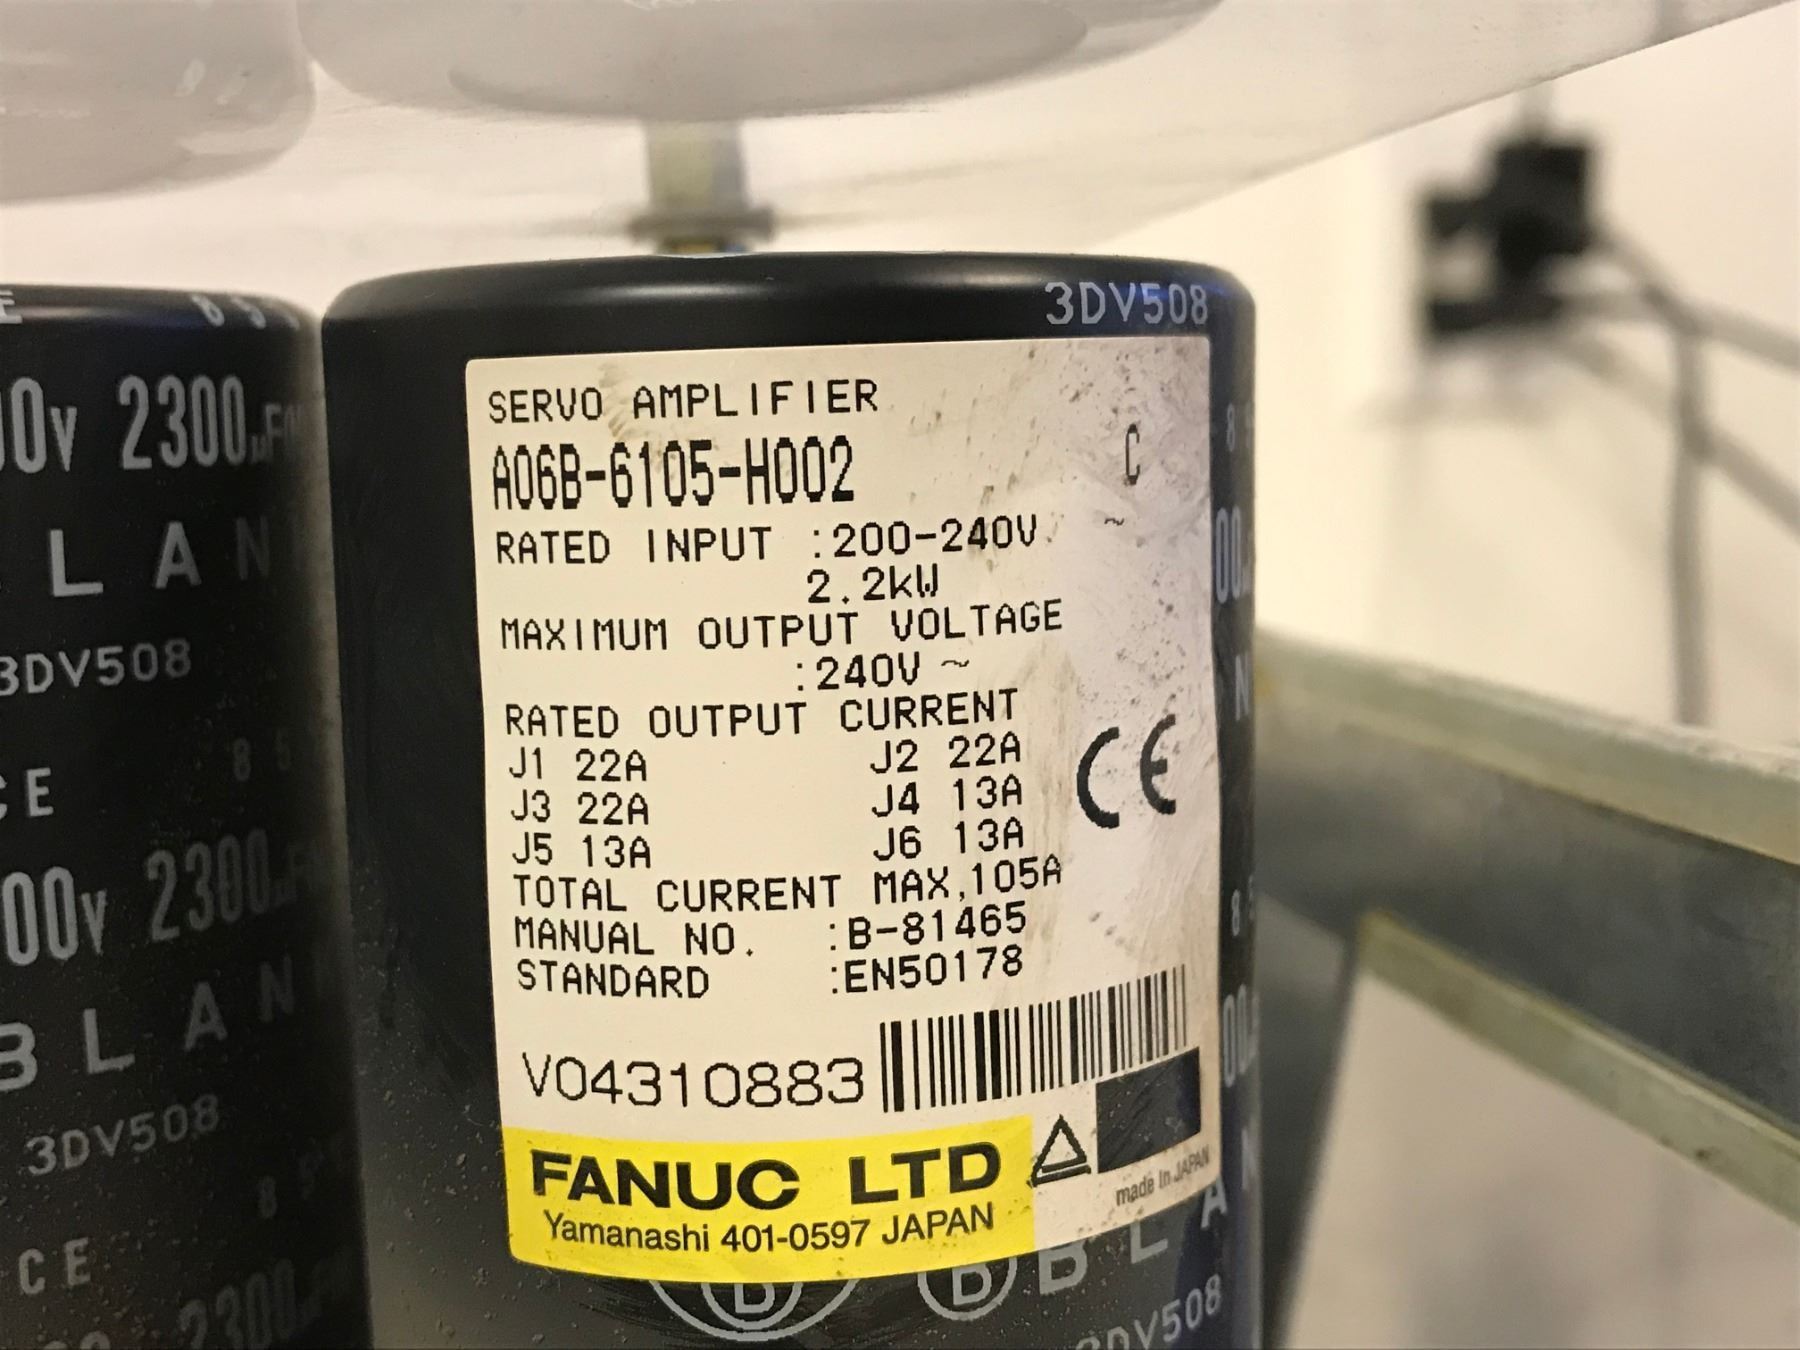 3DV508
SERVO AMPLIFIER
A06B-6105-H002 C
RATED INPUT :200-240V ~
2.2kW
MAXIMUM OUTPUT VOLTAGE
:240V ~
RATED OUTPUT CURRENT
J1 22A J2 22A
J3 22A J4 13A
J5 13A J6 13A
TOTAL CURRENT MAX,105A
MANUAL NO. :B-81465
STANDARD :EN50178
CE
V04310883
FANUC LTD
Yamanashi 401-0597 JAPAN
made In JAPAN
3DV508
2300
3DV508
2300
3DV508
CE